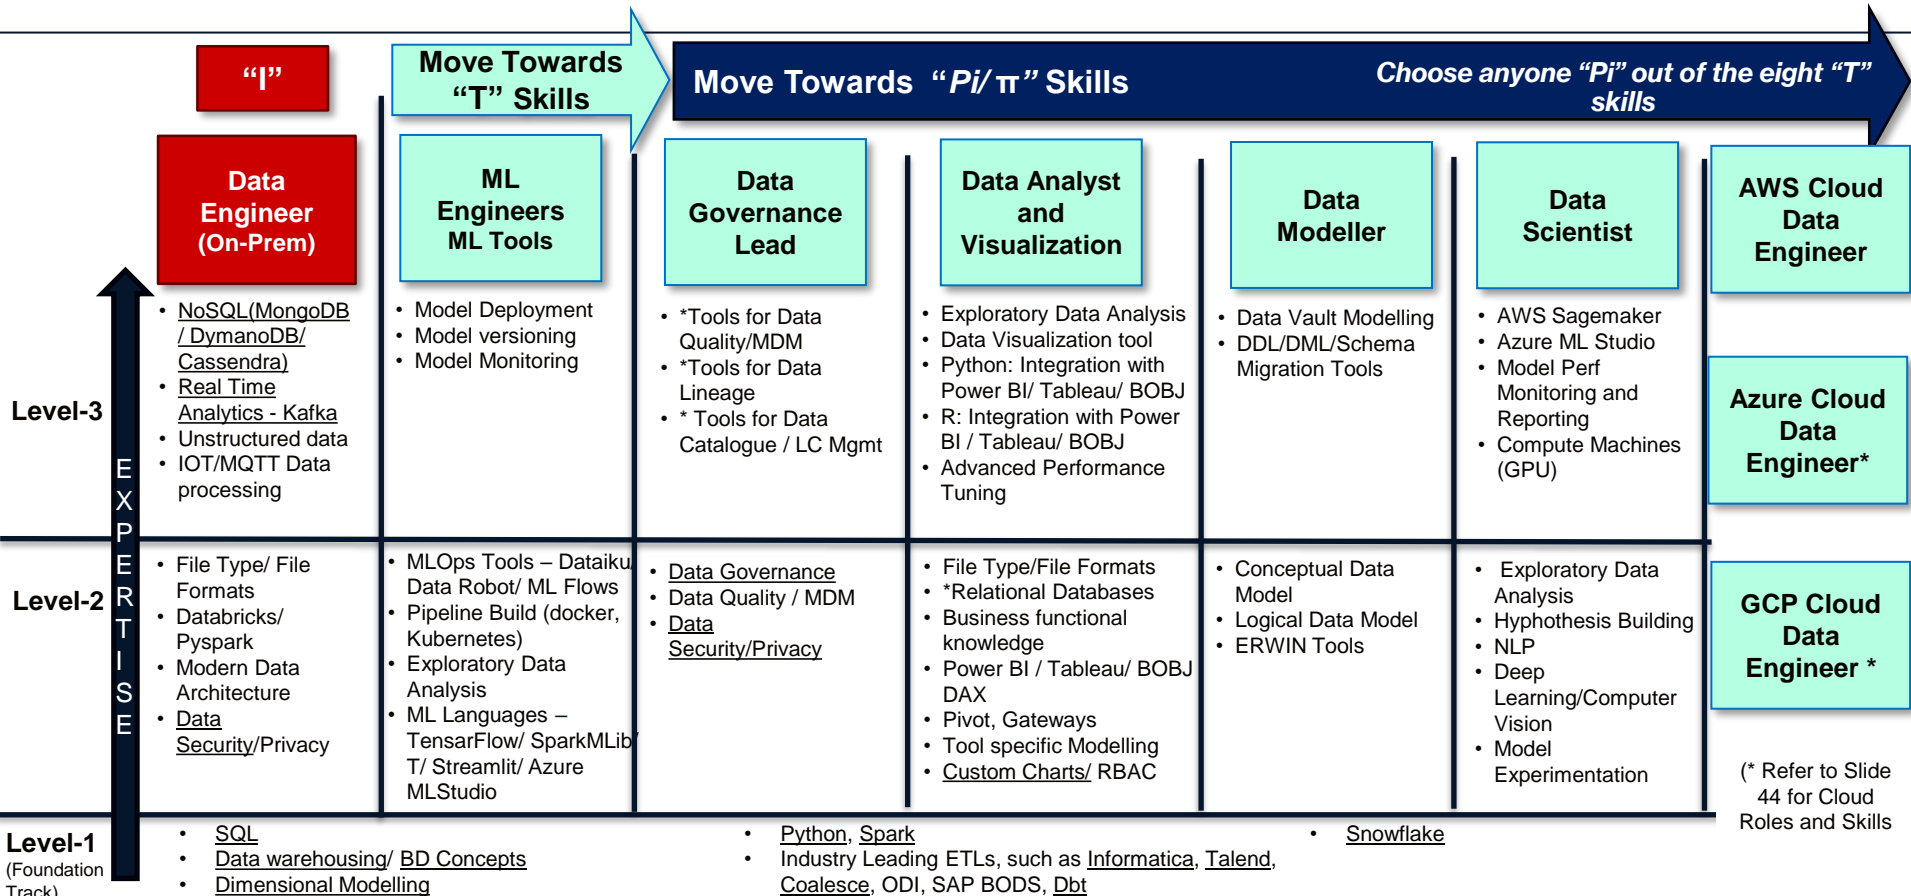 “I”
Move Towards
“T” Skills
Move Towards “Pi/ π” Skills
Choose anyone “Pi” out of the eight “T”
skills
Data
Engineer
(On-Prem)
ML
Engineers
ML Tools
Data
Governance
Lead
Data Analyst
and
Visualization
Data
Modeller
Data
Scientist
AWS Cloud
Data
Engineer
Azure Cloud
Data
Engineer*
GCP Cloud
Data
Engineer *
(* Refer to Slide
44 for Cloud
Roles and Skills
EXPERTISE
Level-3
• NoSQL(MongoDB
/ DymanoDB/
Cassendra)
• Real Time
Analytics - Kafka
• Unstructured data
• IOT/MQTT Data
processing
• Model Deployment
• Model versioning
• Model Monitoring
• *Tools for Data
Quality/MDM
• *Tools for Data
Lineage
• * Tools for Data
Catalogue / LC Mgmt
• Exploratory Data Analysis
• Data Visualization tool
• Python: Integration with
Power BI/ Tableau/ BOBJ
• R: Integration with Power
BI / Tableau/ BOBJ
• Advanced Performance
Tuning
• Data Vault Modelling
• DDL/DML/Schema
Migration Tools
• AWS Sagemaker
• Azure ML Studio
• Model Perf
Monitoring and
Reporting
• Compute Machines
(GPU)
Level-2
• File Type/ File
Formats
• Databricks/
Pyspark
• Modern Data
Architecture
• Data
Security/Privacy
• MLOps Tools – Dataiku/
Data Robot/ ML Flows
• Pipeline Build (docker,
Kubernetes)
• Exploratory Data
Analysis
• ML Languages –
TensarFlow/ SparkMLib/
T/ Streamlit/ Azure
MLStudio
• Data Governance
• Data Quality / MDM
• Data
Security/Privacy
• File Type/File Formats
• *Relational Databases
• Business functional
knowledge
• Power BI / Tableau/ BOBJ
DAX
• Pivot, Gateways
• Tool specific Modelling
• Custom Charts/ RBAC
• Conceptual Data
Model
• Logical Data Model
• ERWIN Tools
• Exploratory Data
Analysis
• Hyphothesis Building
• NLP
• Deep
Learning/Computer
Vision
• Model
Experimentation
Level-1
(Foundation
Track)
• SQL
• Data warehousing/ BD Concepts
• Dimensional Modelling
• Python, Spark
• Industry Leading ETLs, such as Informatica, Talend,
Coalesce, ODI, SAP BODS, Dbt
• Snowflake